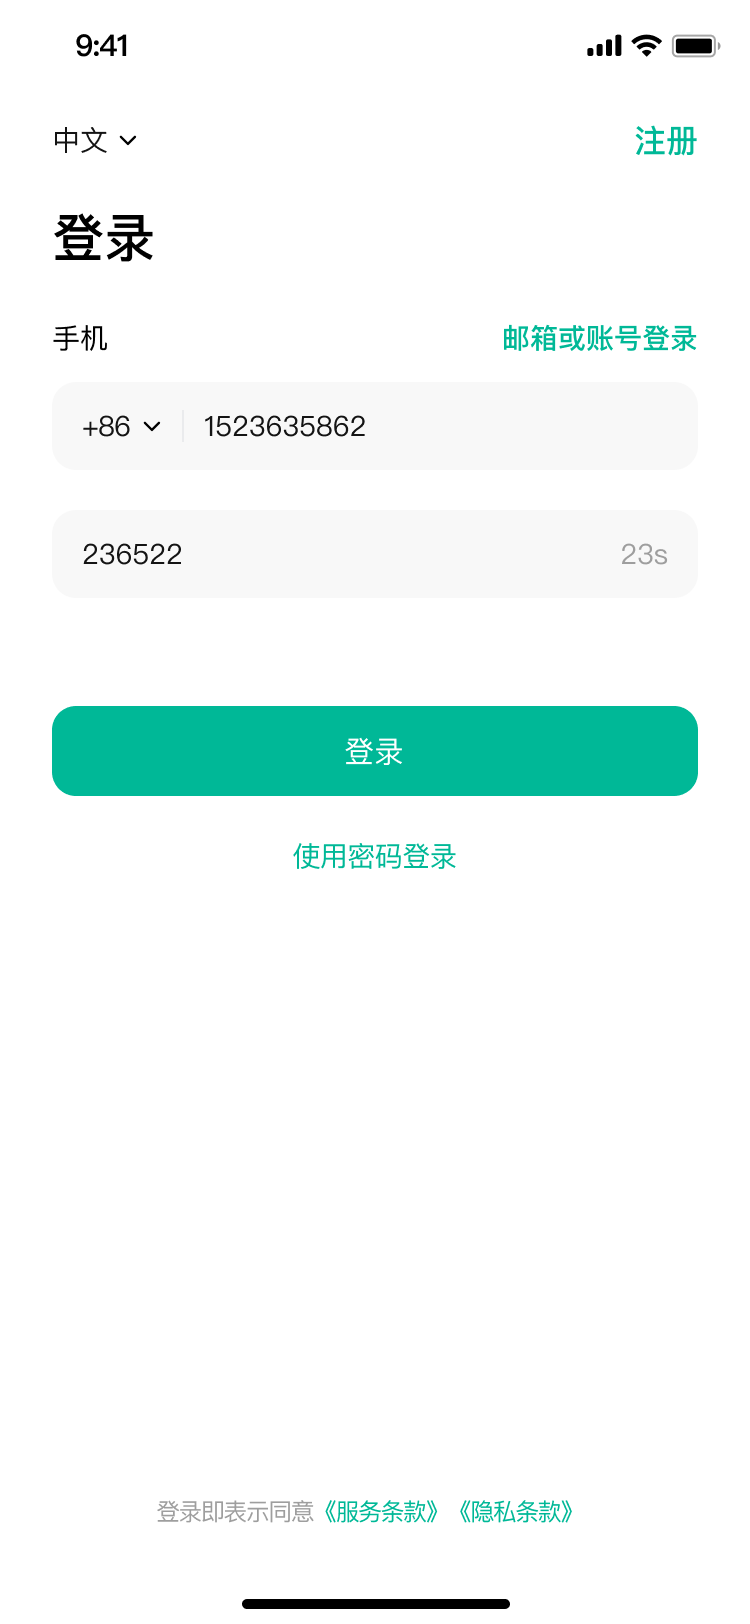 9:41
中文 注册
登录
手机 邮箱或账号登录
+86 1523635862
236522 23s
登录
使用密码登录
登录即表示同意《服务条款》《隐私条款》